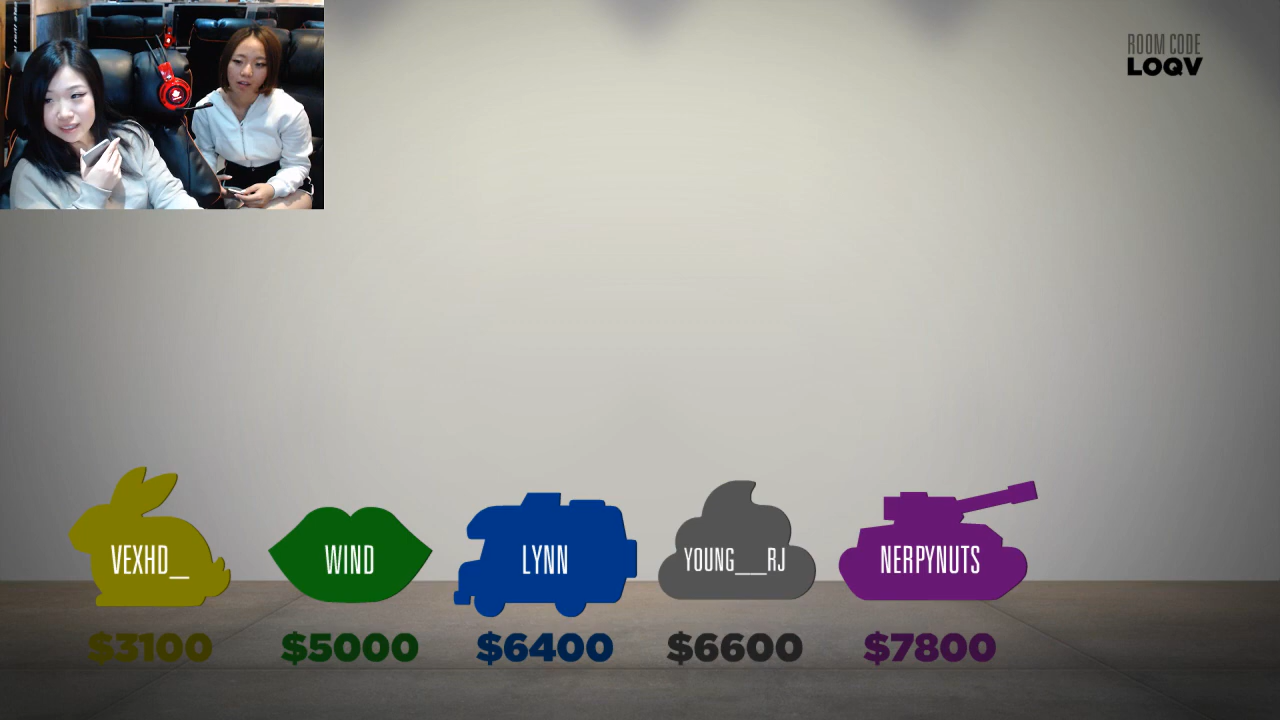 ROOM CODE
LOQV
VEXHD_
WIND
LYNN
YOUNG__RJ
NERPYNUTS
$3100
$5000
$6400
$6600
$7800